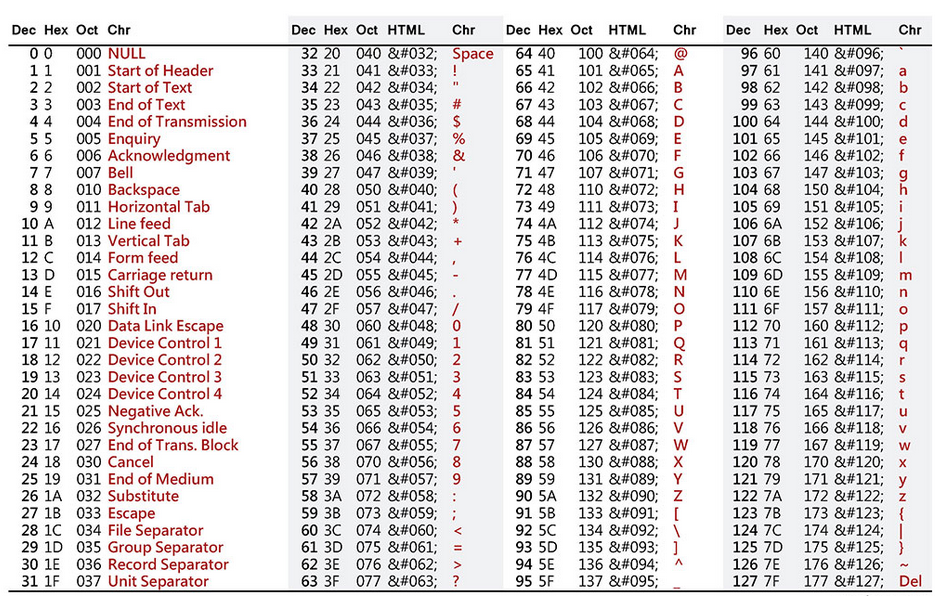 Dec Hex Oct Chr Dec Hex Oct HTML Chr Dec Hex Oct HTML Chr Dec Hex Oct HTML Chr
0 0 000 NULL 32 20 040 &#032; Space 64 40 100 &#064; @ 96 60 140 &#096; `
1 1 001 Start of Header 33 21 041 &#033; ! 65 41 101 &#065; A 97 61 141 &#097; a
2 2 002 Start of Text 34 22 042 &#034; " 66 42 102 &#066; B 98 62 142 &#098; b
3 3 003 End of Text 35 23 043 &#035; # 67 43 103 &#067; C 99 63 143 &#099; c
4 4 004 End of Transmission 36 24 044 &#036; $ 68 44 104 &#068; D 100 64 144 &#100; d
5 5 005 Enquiry 37 25 045 &#037; % 69 45 105 &#069; E 101 65 145 &#101; e
6 6 006 Acknowledgment 38 26 046 &#038; & 70 46 106 &#070; F 102 66 146 &#102; f
7 7 007 Bell 39 27 047 &#039; ' 71 47 107 &#071; G 103 67 147 &#103; g
8 8 010 Backspace 40 28 050 &#040; ( 72 48 110 &#072; H 104 68 150 &#104; h
9 9 011 Horizontal Tab 41 29 051 &#041; ) 73 49 111 &#073; I 105 69 151 &#105; i
10 A 012 Line feed 42 2A 052 &#042; * 74 4A 112 &#074; J 106 6A 152 &#106; j
11 B 013 Vertical Tab 43 2B 053 &#043; + 75 4B 113 &#075; K 107 6B 153 &#107; k
12 C 014 Form feed 44 2C 054 &#044; , 76 4C 114 &#076; L 108 6C 154 &#108; l
13 D 015 Carriage return 45 2D 055 &#045; - 77 4D 115 &#077; M 109 6D 155 &#109; m
14 E 016 Shift Out 46 2E 056 &#046; . 78 4E 116 &#078; N 110 6E 156 &#110; n
15 F 017 Shift In 47 2F 057 &#047; / 79 4F 117 &#079; O 111 6F 157 &#111; o
16 10 020 Data Link Escape 48 30 060 &#048; 0 80 50 120 &#080; P 112 70 160 &#112; p
17 11 021 Device Control 1 49 31 061 &#049; 1 81 51 121 &#081; Q 113 71 161 &#113; q
18 12 022 Device Control 2 50 32 062 &#050; 2 82 52 122 &#082; R 114 72 162 &#114; r
19 13 023 Device Control 3 51 33 063 &#051; 3 83 53 123 &#083; S 115 73 163 &#115; s
20 14 024 Device Control 4 52 34 064 &#052; 4 84 54 124 &#084; T 116 74 164 &#116; t
21 15 025 Negative Ack. 53 35 065 &#053; 5 85 55 125 &#085; U 117 75 165 &#117; u
22 16 026 Synchronous idle 54 36 066 &#054; 6 86 56 126 &#086; V 118 76 166 &#118; v
23 17 027 End of Trans. Block 55 37 067 &#055; 7 87 57 127 &#087; W 119 77 167 &#119; w
24 18 030 Cancel 56 38 070 &#056; 8 88 58 130 &#088; X 120 78 170 &#120; x
25 19 031 End of Medium 57 39 071 &#057; 9 89 59 131 &#089; Y 121 79 171 &#121; y
26 1A 032 Substitute 58 3A 072 &#058; : 90 5A 132 &#090; Z 122 7A 172 &#122; z
27 1B 033 Escape 59 3B 073 &#059; ; 91 5B 133 &#091; [ 123 7B 173 &#123; {
28 1C 034 File Separator 60 3C 074 &#060; < 92 5C 134 &#092; \ 124 7C 174 &#124; |
29 1D 035 Group Separator 61 3D 075 &#061; = 93 5D 135 &#093; ] 125 7D 175 &#125; }
30 1E 036 Record Separator 62 3E 076 &#062; > 94 5E 136 &#094; ^ 126 7E 176 &#126; ~
31 1F 037 Unit Separator 63 3F 077 &#063; ? 95 5F 137 &#095; _ 127 7F 177 &#127; Del